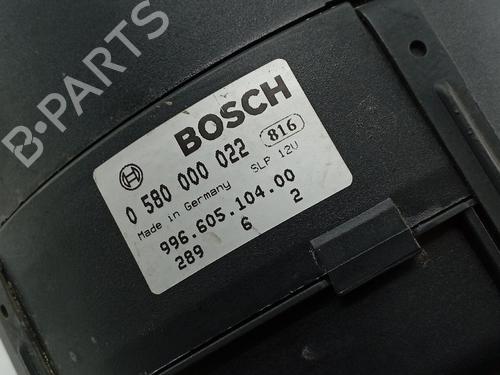 B-PARTS
BOSCH
0 580 000 022 816
Made in Germany SLP 12V
996.605.104.00
289 6 2